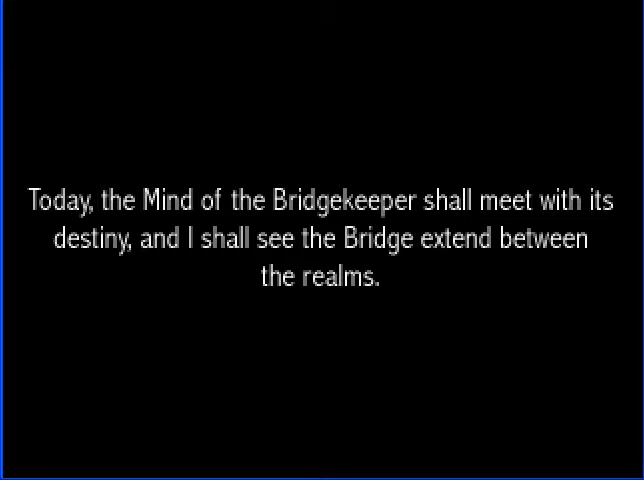 Today, the Mind of the Bridgekeeper shall meet with its
destiny, and I shall see the Bridge extend between
the realms.